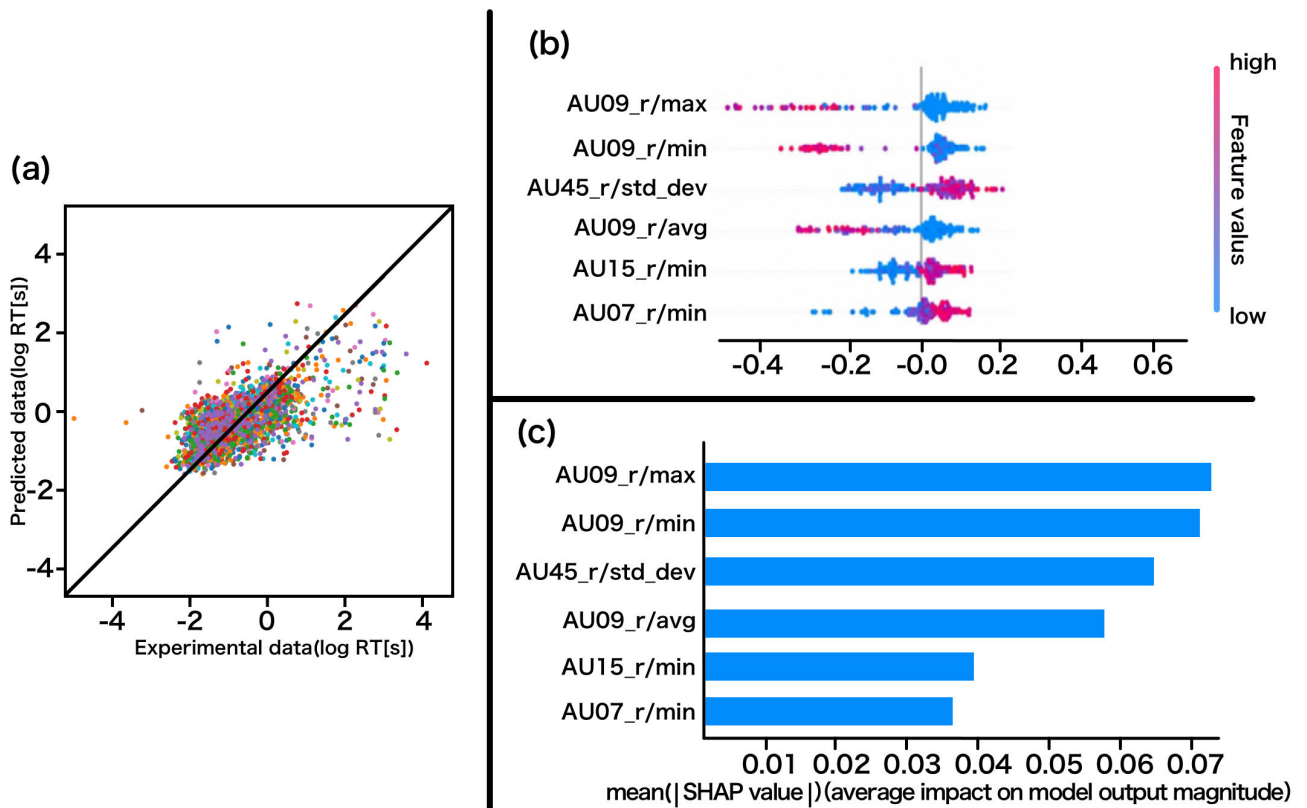 (a)
Predicted data(log RT[s])
4
2
0
-2
-4
-4 -2 0 2 4
Experimental data(log RT[s])
(b)
AU09_r/max
AU09_r/min
AU45_r/std_dev
AU09_r/avg
AU15_r/min
AU07_r/min
-0.4 -0.2 -0.0 0.2 0.4 0.6
high
Feature valus
low
(c)
AU09_r/max
AU09_r/min
AU45_r/std_dev
AU09_r/avg
AU15_r/min
AU07_r/min
0.01 0.02 0.03 0.04 0.05 0.06 0.07
mean(|SHAP value|)(average impact on model output magnitude)